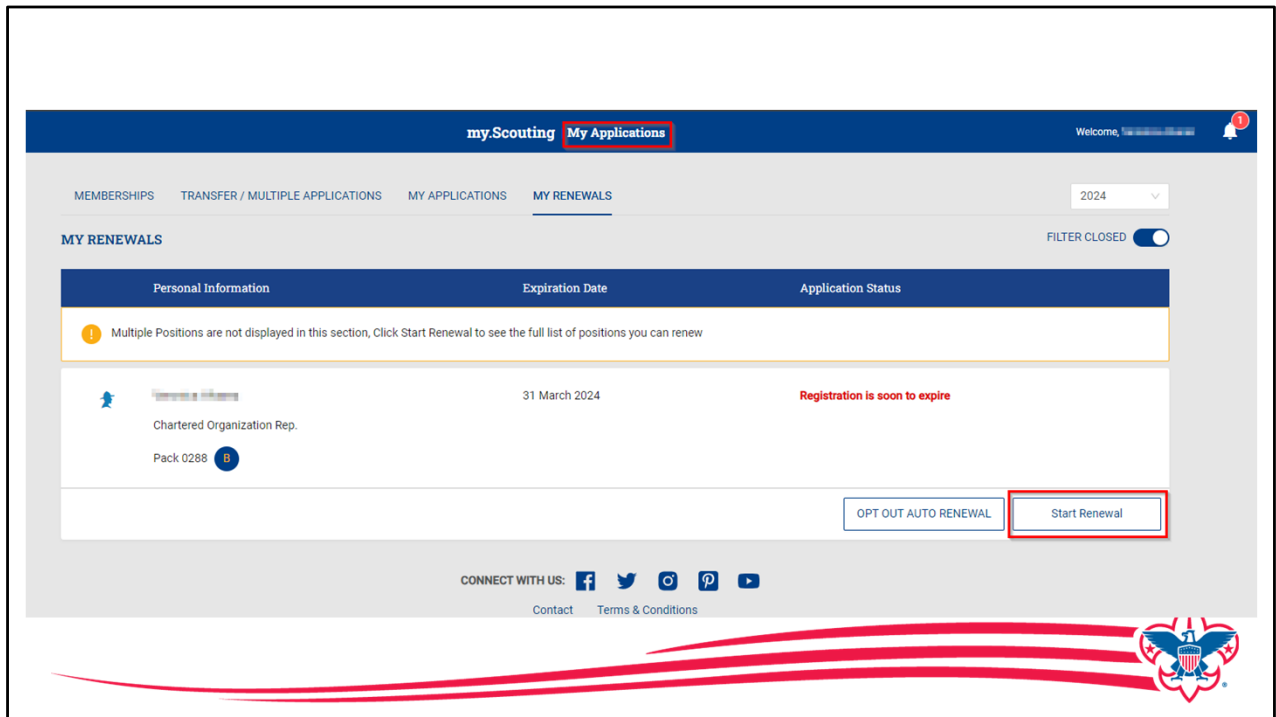 my.Scouting My Applications
Welcome,
1
MEMBERSHIPS TRANSFER / MULTIPLE APPLICATIONS MY APPLICATIONS MY RENEWALS
2024
MY RENEWALS
FILTER CLOSED
Personal Information Expiration Date Application Status
! Multiple Positions are not displayed in this section, Click Start Renewal to see the full list of positions you can renew
31 March 2024 Registration is soon to expire
Chartered Organization Rep.
Pack 0288 B
OPT OUT AUTO RENEWAL Start Renewal
CONNECT WITH US:
Contact Terms & Conditions